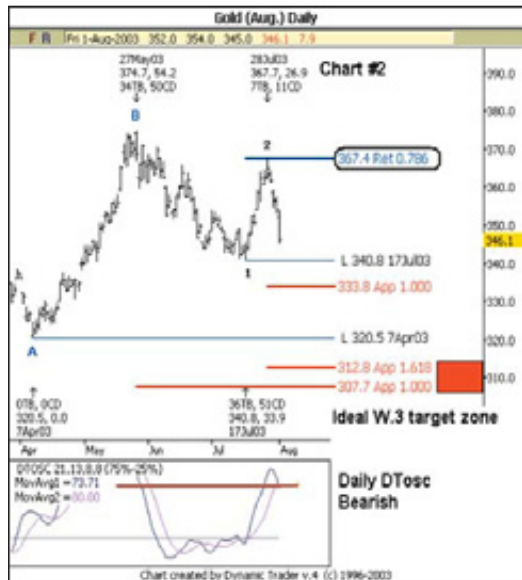 Gold (Aug.) Daily
F R Fri 1-Aug-2003 352.0 354.0 345.0 346.1 7.9
27May03
374.7, 54.2
34TB, 50CD
28Jul03
367.7, 26.9
7TB, 11CD
Chart #2
390.0
B
380.0
2
367.4 Ret 0.786
370.0
360.0
350.0
346.1
L 340.8 17Jul03
340.0
1
333.8 App 1.000
330.0
L 320.5 7Apr03
320.0
A
312.8 App 1.618
310.0
307.7 App 1.000
0TB, 0CD
320.5, 0.0
7Apr03
36TB, 51CD
340.8, 33.9
17Jul03
Ideal W.3 target zone
Apr May Jun Jul Aug
DTOSC 21,13,8,8 (75%-25%)
MovAvg1 =73.71
MovAvg2 =80.00
Daily DTosc
Bearish
Chart created by Dynamic Trader v.4 (c) 1996-2003